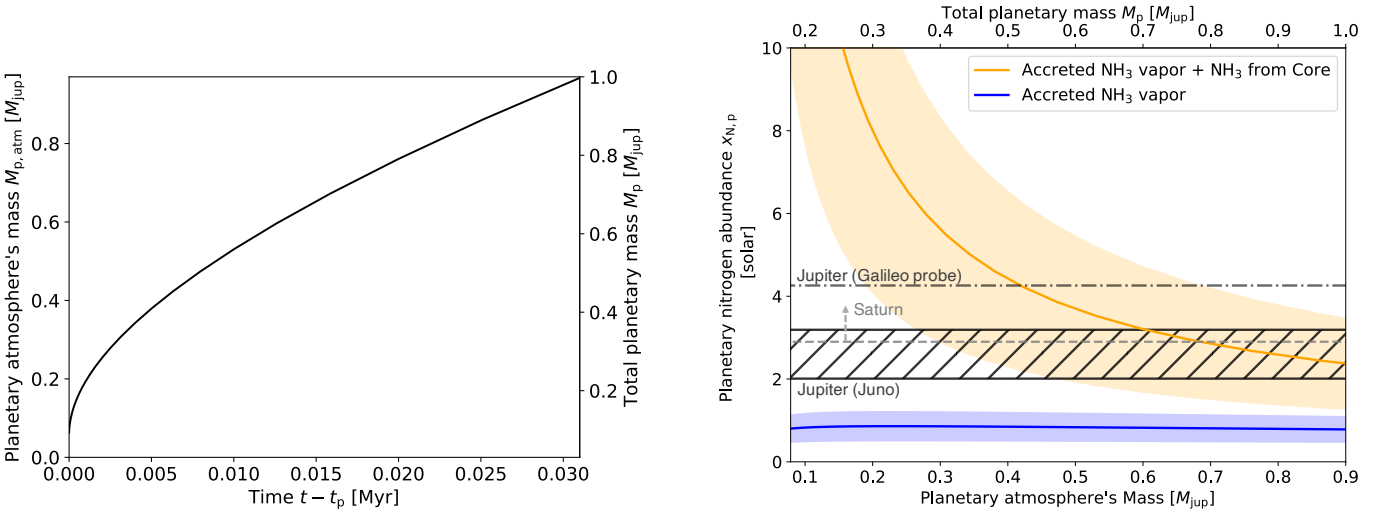 Planetary atmosphere's mass M_p,atm [M_jup]
0.8
0.6
0.4
0.2
0.0
1.0
0.8
0.6
0.4
0.2
Total planetary mass M_p [M_jup]
0.000 0.005 0.010 0.015 0.020 0.025 0.030
Time t − t_p [Myr]
Total planetary mass M_p [M_jup]
0.2 0.3 0.4 0.5 0.6 0.7 0.8 0.9 1.0
Planetary nitrogen abundance x_N,p
[solar]
10
8
6
4
2
0
Accreted NH₃ vapor + NH₃ from Core
Accreted NH₃ vapor
Jupiter (Galileo probe)
Saturn
Jupiter (Juno)
0.1 0.2 0.3 0.4 0.5 0.6 0.7 0.8 0.9
Planetary atmosphere's Mass [M_jup]